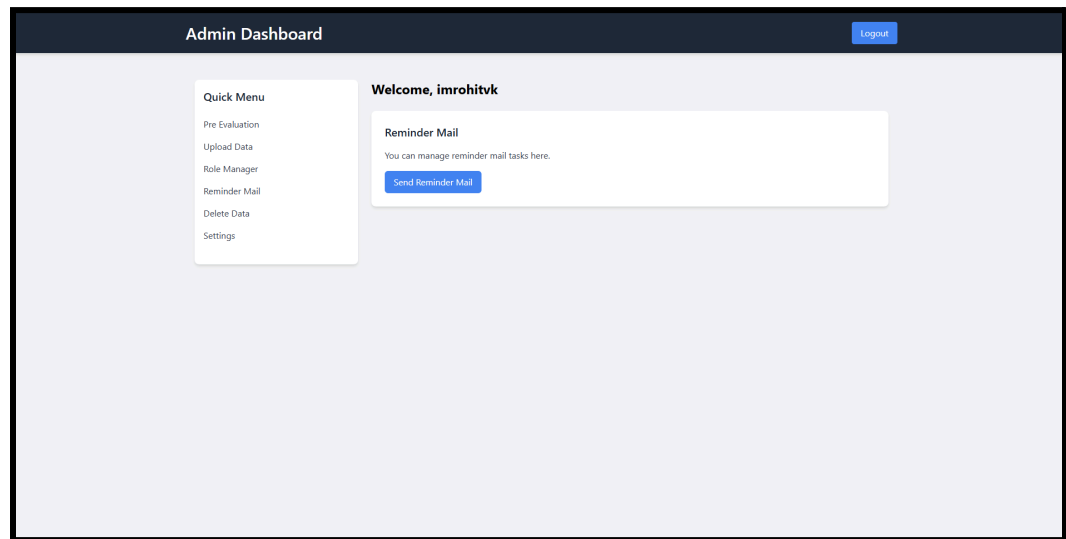 Admin Dashboard
Logout
Quick Menu
Pre Evaluation
Upload Data
Role Manager
Reminder Mail
Delete Data
Settings
Welcome, imrohitvk
Reminder Mail
You can manage reminder mail tasks here.
Send Reminder Mail